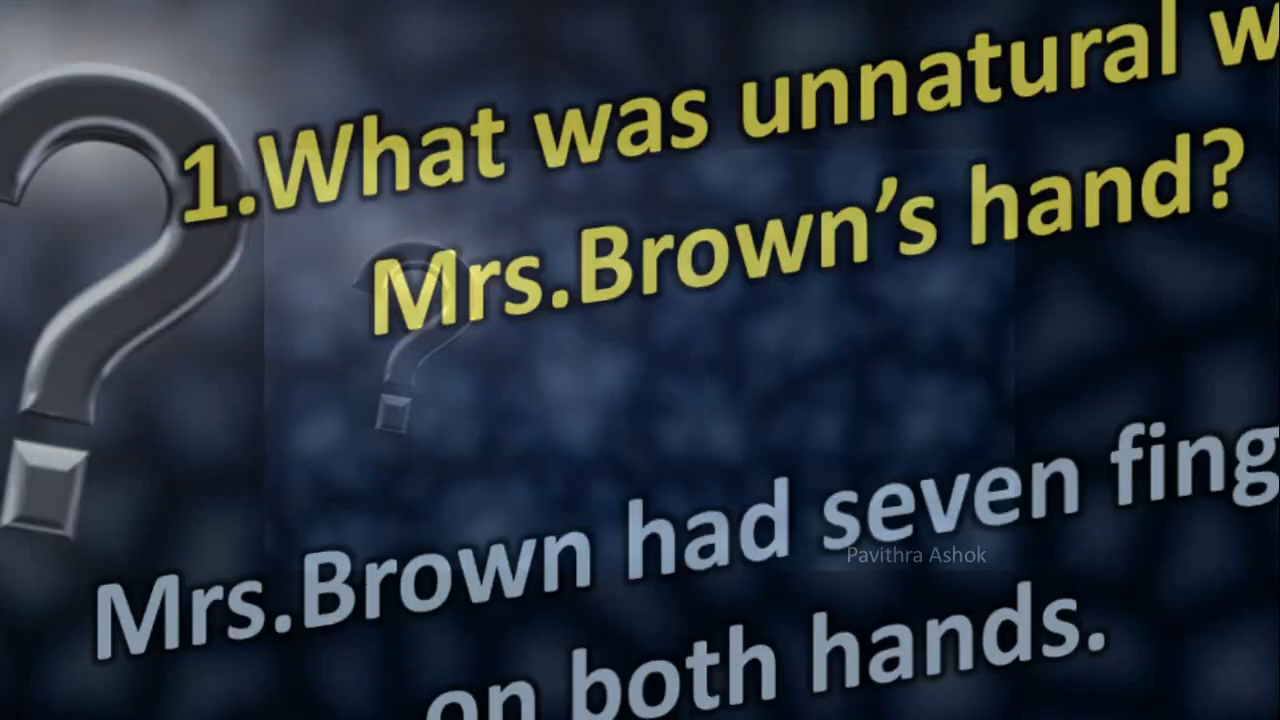 1.What was unnatural w
Mrs.Brown’s hand?
Mrs.Brown had seven fing
on both hands.
Pavithra Ashok